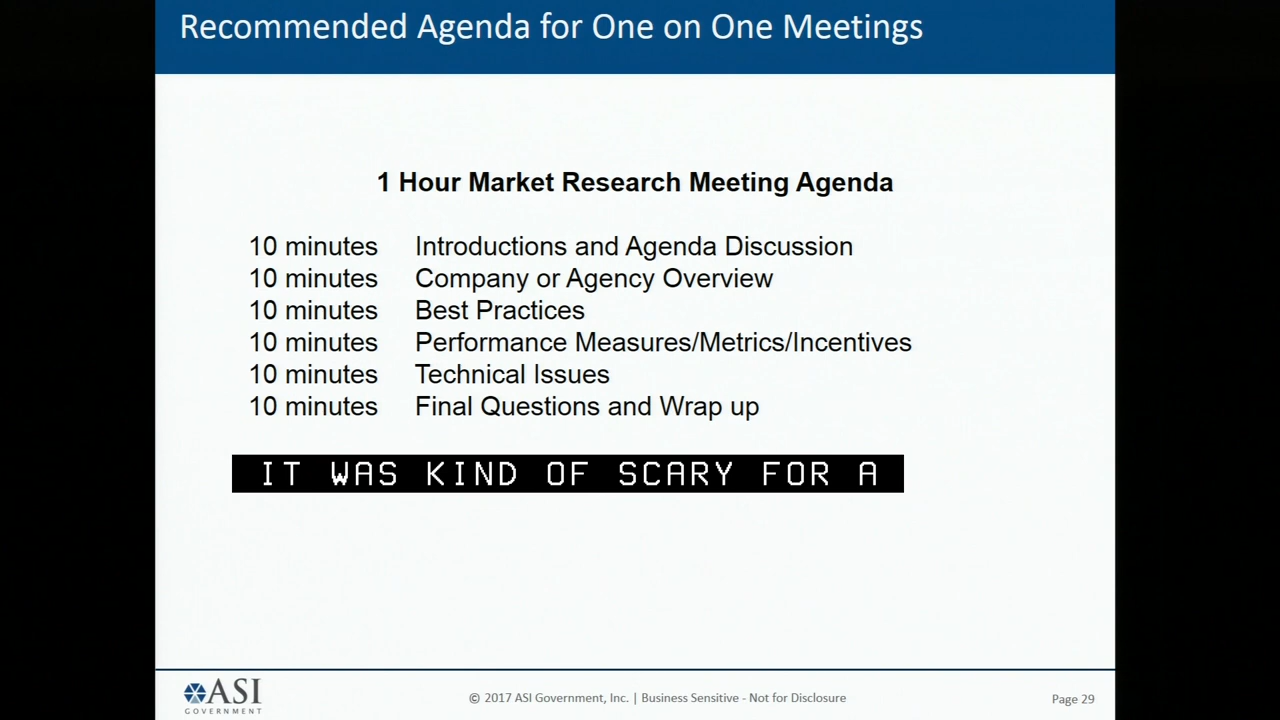 Recommended Agenda for One on One Meetings
1 Hour Market Research Meeting Agenda
10 minutes Introductions and Agenda Discussion
10 minutes Company or Agency Overview
10 minutes Best Practices
10 minutes Performance Measures/Metrics/Incentives
10 minutes Technical Issues
10 minutes Final Questions and Wrap up
IT WAS KIND OF SCARY FOR A
ASI
GOVERNMENT
© 2017 ASI Government, Inc. | Business Sensitive - Not for Disclosure
Page 29